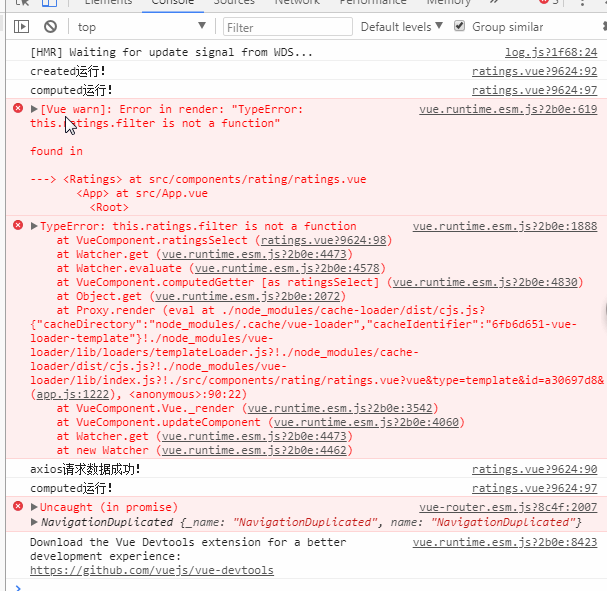 Elements Console Sources Network Performance Memory
top Filter Default levels Group similar
[HMR] Waiting for update signal from WDS... log.js?1f68:24
created运行! ratings.vue?9624:92
computed运行! ratings.vue?9624:97
[Vue warn]: Error in render: "TypeError: vue.runtime.esm.js?2b0e:619
this.ratings.filter is not a function"
found in
---> <Ratings> at src/components/rating/ratings.vue
<App> at src/App.vue
<Root>
TypeError: this.ratings.filter is not a function vue.runtime.esm.js?2b0e:1888
at VueComponent.ratingsSelect (ratings.vue?9624:98)
at Watcher.get (vue.runtime.esm.js?2b0e:4473)
at Watcher.evaluate (vue.runtime.esm.js?2b0e:4578)
at VueComponent.computedGetter [as ratingsSelect] (vue.runtime.esm.js?2b0e:4830)
at Object.get (vue.runtime.esm.js?2b0e:2072)
at Proxy.render (eval at ./node_modules/cache-loader/dist/cjs.js?
{"cacheDirectory":"node_modules/.cache/vue-loader","cacheIdentifier":"6fb6d651-vue-
loader-template"}!./node_modules/vue-
loader/lib/loaders/templateLoader.js?!./node_modules/cache-
loader/dist/cjs.js?!./node_modules/vue-
loader/lib/index.js?!./src/components/rating/ratings.vue?vue&type=template&id=a30697d8&
(app.js:1222), <anonymous>:90:22)
at VueComponent.Vue._render (vue.runtime.esm.js?2b0e:3542)
at VueComponent.updateComponent (vue.runtime.esm.js?2b0e:4060)
at Watcher.get (vue.runtime.esm.js?2b0e:4473)
at new Watcher (vue.runtime.esm.js?2b0e:4462)
axios请求数据成功! ratings.vue?9624:90
computed运行! ratings.vue?9624:97
Uncaught (in promise) vue-router.esm.js?8c4f:2007
NavigationDuplicated {_name: "NavigationDuplicated", name: "NavigationDuplicated"}
Download the Vue Devtools extension for a better vue.runtime.esm.js?2b0e:8423
development experience:
https://github.com/vuejs/vue-devtools